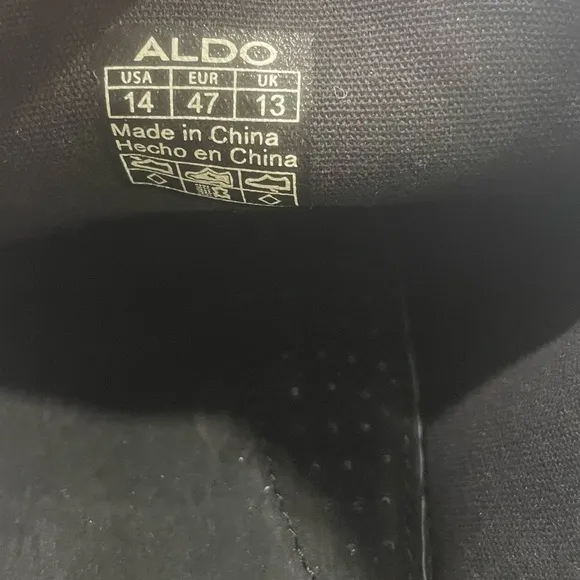 ALDO
USA EUR UK
14 47 13
Made in China
Hecho en China